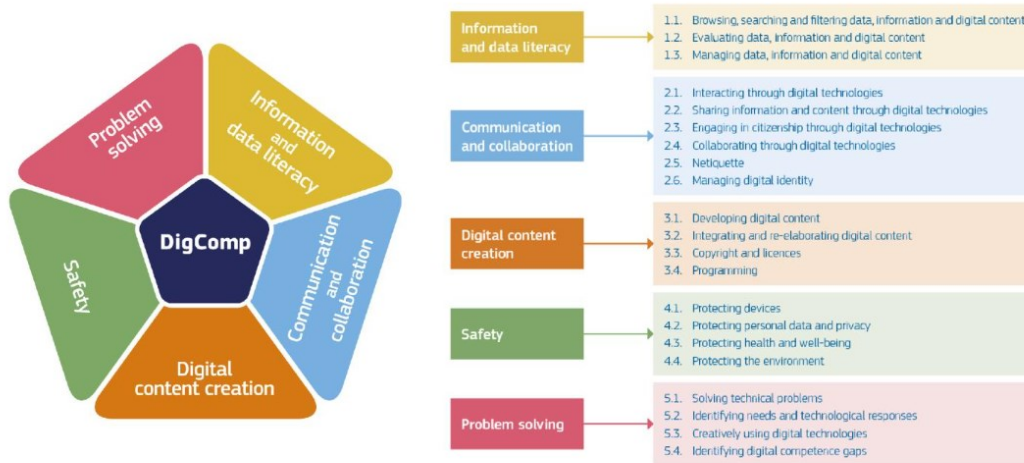 Problem
solving
Information
and
data literacy
DigComp
Safety
Communication
and
collaboration
Digital
content creation
Information
and data literacy
1.1. Browsing, searching and filtering data, information and digital content
1.2. Evaluating data, information and digital content
1.3. Managing data, information and digital content
Communication
and collaboration
2.1. Interacting through digital technologies
2.2. Sharing information and content through digital technologies
2.3. Engaging in citizenship through digital technologies
2.4. Collaborating through digital technologies
2.5. Netiquette
2.6. Managing digital identity
Digital content
creation
3.1. Developing digital content
3.2. Integrating and re-elaborating digital content
3.3. Copyright and licences
3.4. Programming
Safety
4.1. Protecting devices
4.2. Protecting personal data and privacy
4.3. Protecting health and well-being
4.4. Protecting the environment
Problem solving
5.1. Solving technical problems
5.2. Identifying needs and technological responses
5.3. Creatively using digital technologies
5.4. Identifying digital competence gaps